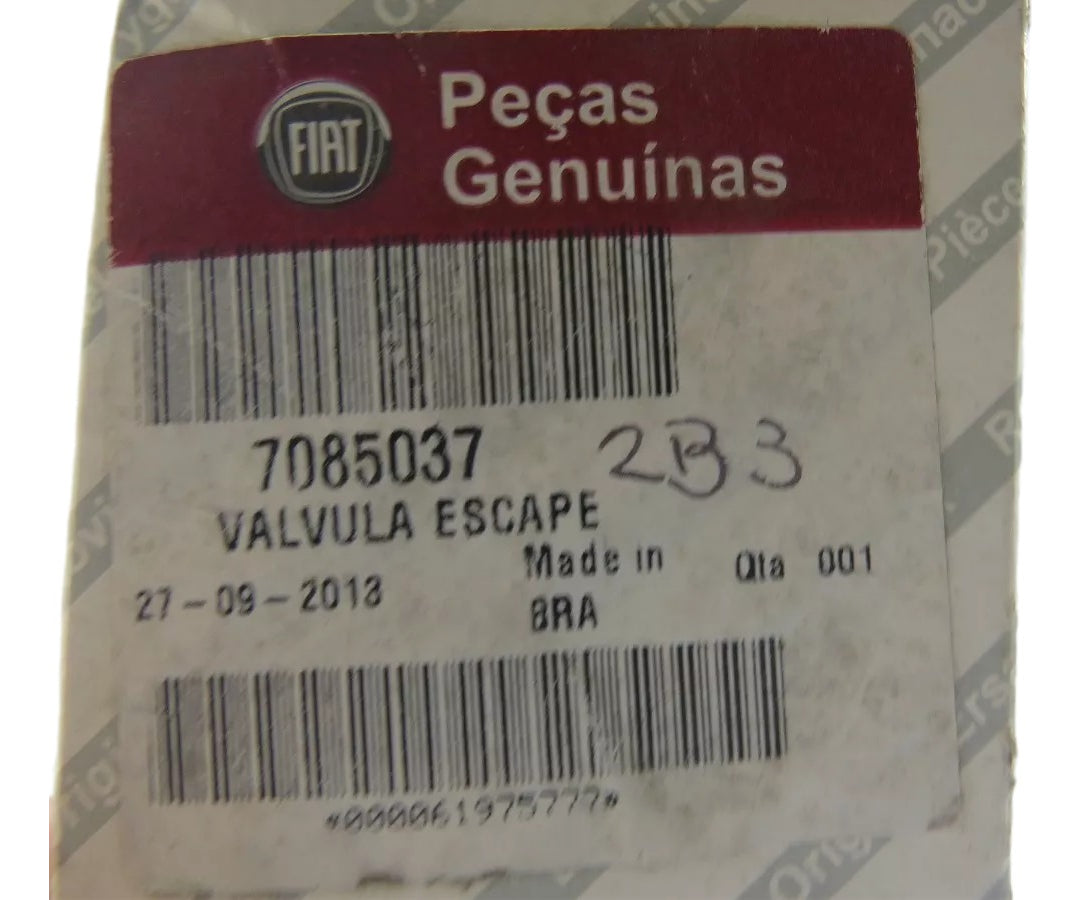 FIAT
Peças
Genuínas
7085037
2B3
VALVULA ESCAPE
27-09-2013
Made in
BRA
Qta 001
*000061975777*